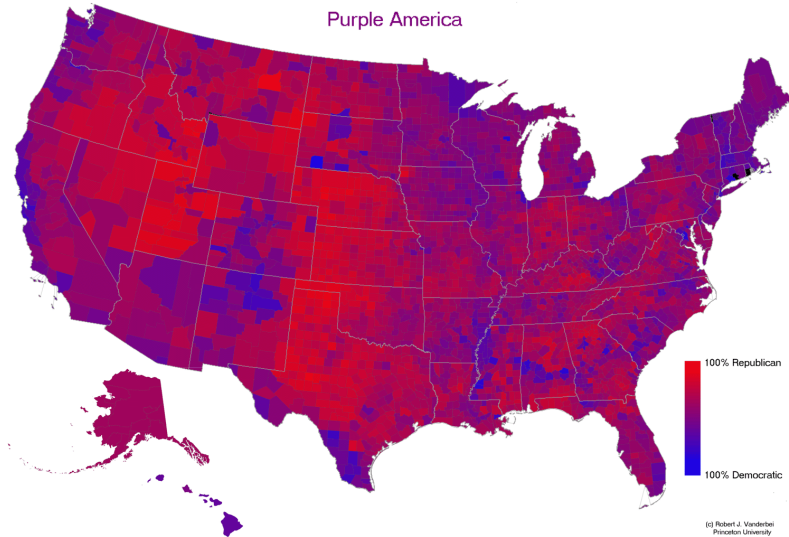 Purple America
100% Republican
100% Democratic
(c) Robert J. Vanderbei
Princeton University